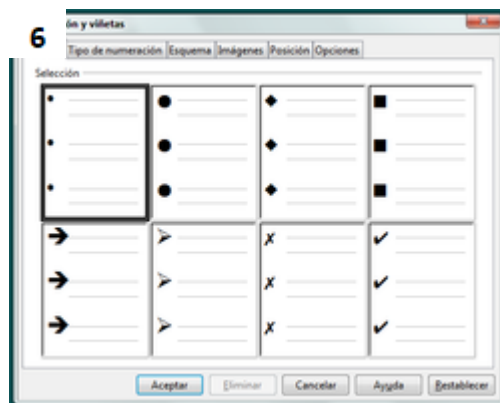 6
ón y viñetas
Tipo de numeración Esquema Imágenes Posición Opciones
Selección
Aceptar Eliminar Cancelar Ayuda Restablecer